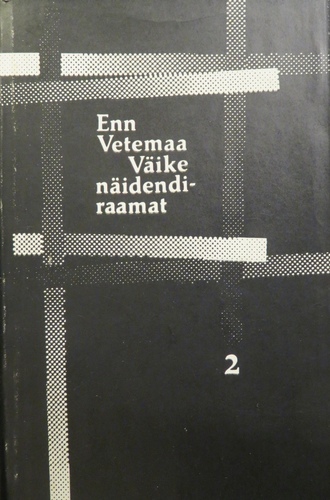 Enn
Vetemaa
Väike
näidendi-
raamat
2